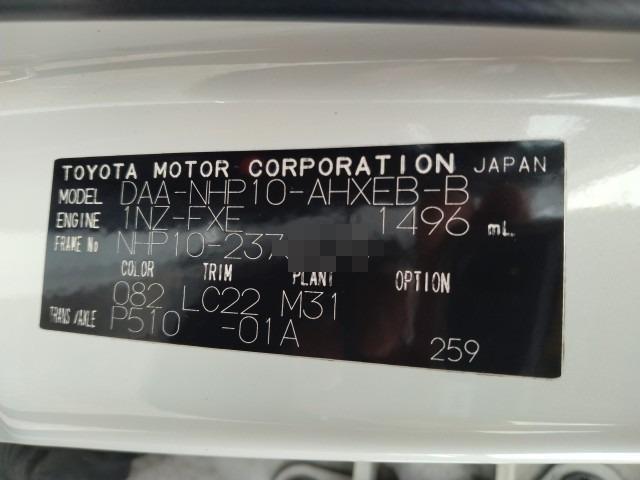 TOYOTA MOTOR CORPORATION JAPAN
MODEL DAA-NHP10-AHXEB-B
ENGINE 1NZ-FXE 1496 mL.
FRAME No NHP10-237
COLOR TRIM PLANT OPTION
082 LC22 M31
TRANS/AXLE P510 -01A
259